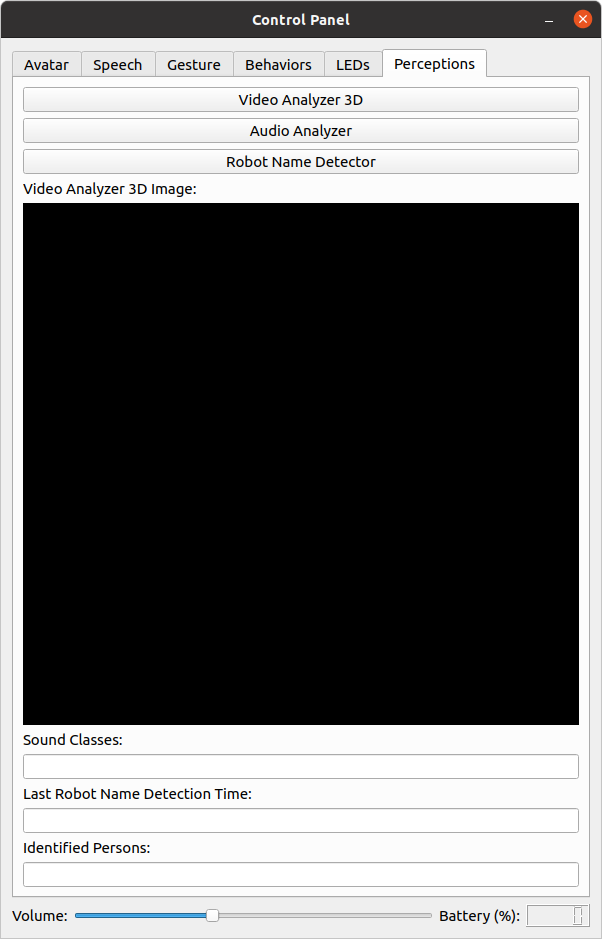 Control Panel
Avatar Speech Gesture Behaviors LEDs Perceptions
Video Analyzer 3D
Audio Analyzer
Robot Name Detector
Video Analyzer 3D Image:
Sound Classes:
Last Robot Name Detection Time:
Identified Persons:
Volume: Battery (%): 0